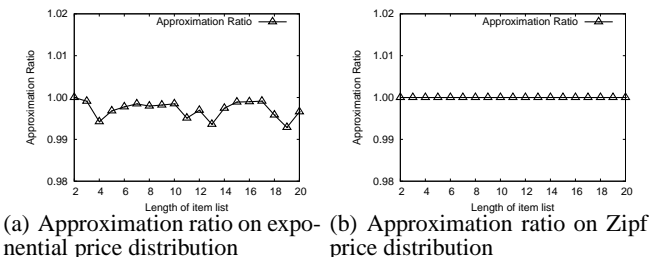 1.02
1.01
1.00
0.99
0.98
Approximation Ratio
Approximation Ratio
2 4 6 8 10 12 14 16 18 20
Length of item list
(a) Approximation ratio on expo-
nential price distribution
1.02
1.01
1.00
0.99
0.98
Approximation Ratio
Approximation Ratio
2 4 6 8 10 12 14 16 18 20
Length of item list
(b) Approximation ratio on Zipf
price distribution